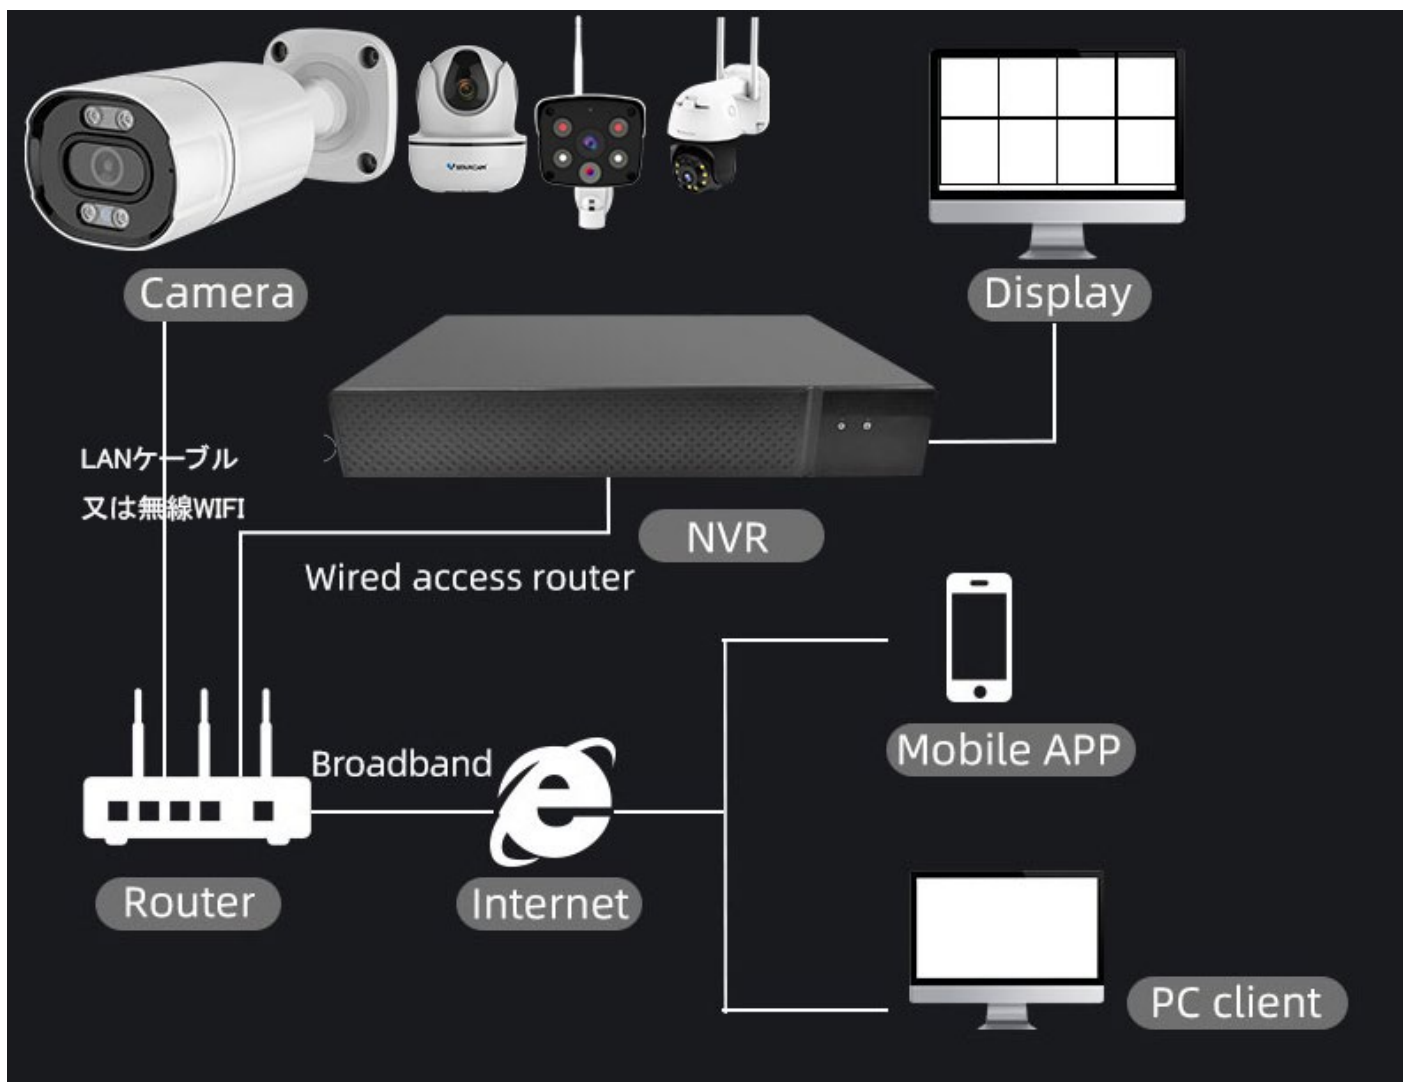 VSTARCAM
Camera
Display
LANケーブル
又は無線WIFI
NVR
Wired access router
Mobile APP
Broadband
Router
Internet
PC client